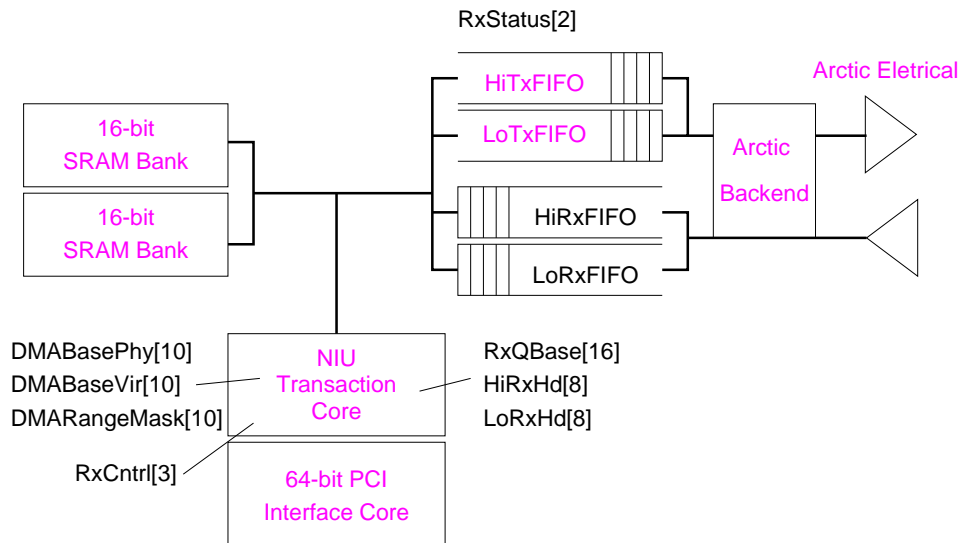 RxStatus[2]
HiTxFIFO
Arctic Eletrical
16-bit
SRAM Bank
LoTxFIFO
Arctic
Backend
16-bit
SRAM Bank
HiRxFIFO
LoRxFIFO
DMABasePhy[10]
DMABaseVir[10]
DMARangeMask[10]
NIU
Transaction
Core
RxQBase[16]
HiRxHd[8]
LoRxHd[8]
RxCntrl[3]
64-bit PCI
Interface Core